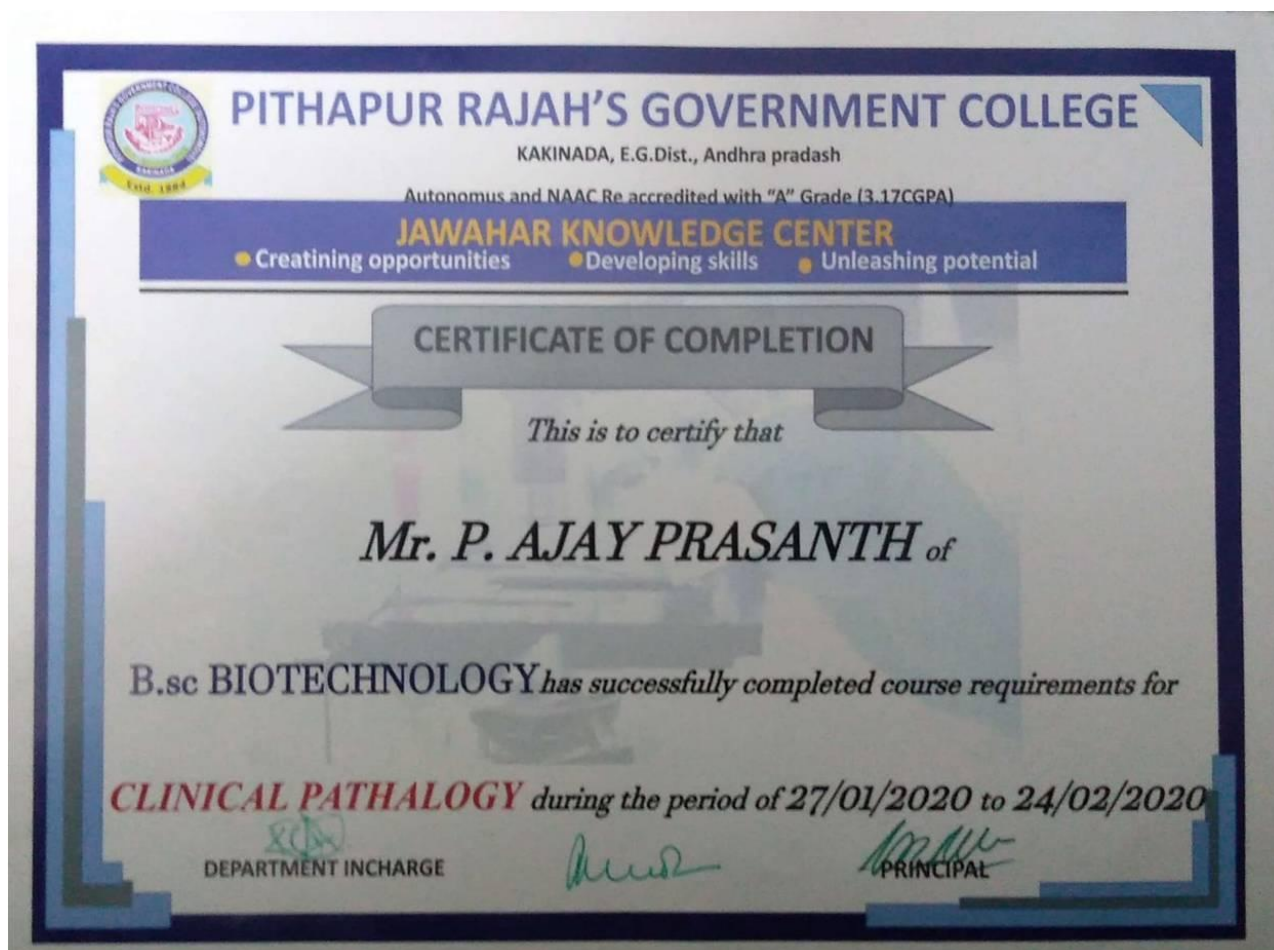 PITHAPUR RAJAH'S GOVERNMENT COLLEGE
KAKINADA, E.G.Dist., Andhra pradash
Autonomus and NAAC Re accredited with "A" Grade (3.17CGPA)
JAWAHAR KNOWLEDGE CENTER
Creatining opportunities Developing skills Unleashing potential
Estd. 1884
CERTIFICATE OF COMPLETION
This is to certify that
Mr. P. AJAY PRASANTH of
B.sc BIOTECHNOLOGY has successfully completed course requirements for
CLINICAL PATHALOGY during the period of 27/01/2020 to 24/02/2020
DEPARTMENT INCHARGE
PRINCIPAL